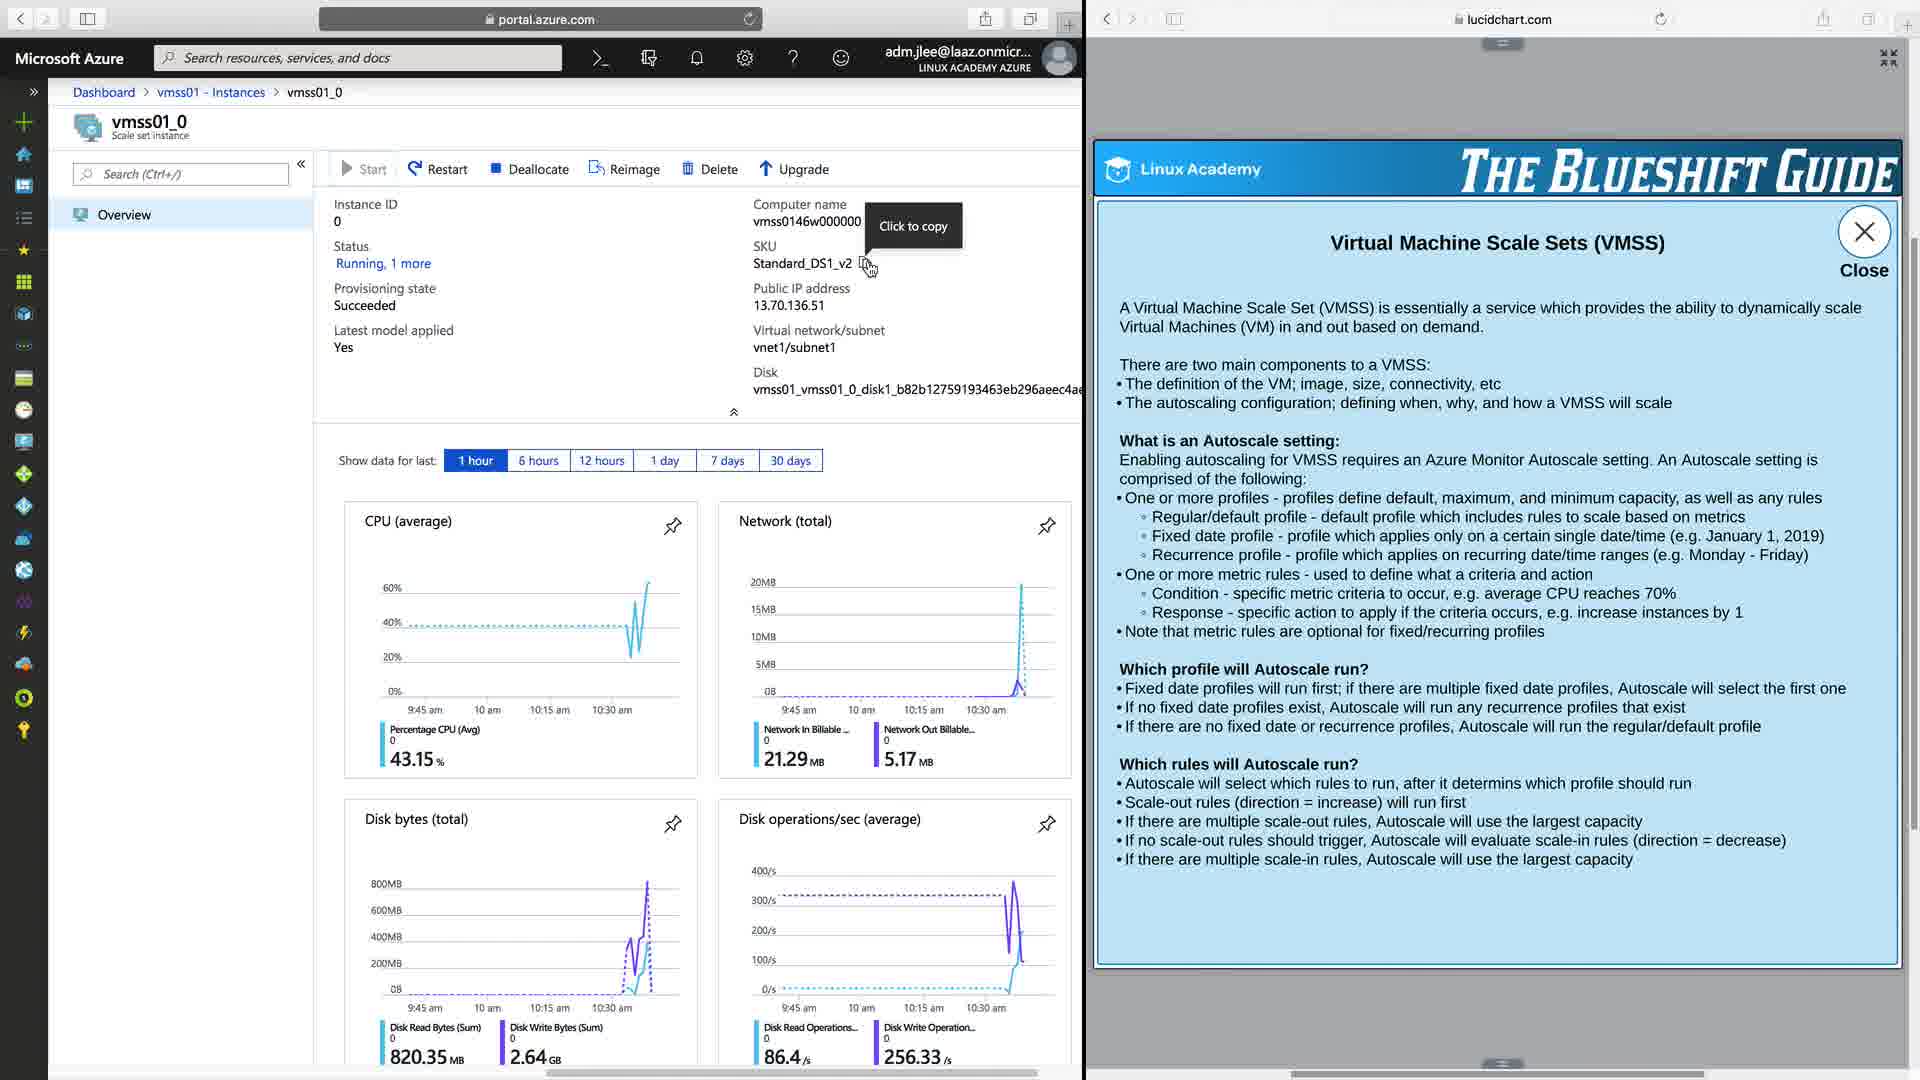 portal.azure.com
lucidchart.com
Microsoft Azure
Search resources, services, and docs
adm.jlee@laaz.onmicr...
LINUX ACADEMY AZURE
Dashboard > vmss01 - Instances > vmss01_0
vmss01_0
Scale set instance
Search (Ctrl+/)
Overview
Start
Restart
Deallocate
Reimage
Delete
Upgrade
Instance ID
0
Status
Running, 1 more
Provisioning state
Succeeded
Latest model applied
Yes
Computer name
vmss0146w000000
Click to copy
SKU
Standard_DS1_v2
Public IP address
13.70.136.51
Virtual network/subnet
vnet1/subnet1
Disk
vmss01_vmss01_0_disk1_b82b12759193463eb296aeec4ae
Show data for last:
1 hour
6 hours
12 hours
1 day
7 days
30 days
CPU (average)
60%
40%
20%
0%
9:45 am
10 am
10:15 am
10:30 am
Percentage CPU (Avg)
0
43.15 %
Network (total)
20MB
15MB
10MB
5MB
0B
9:45 am
10 am
10:15 am
10:30 am
Network In Billable ...
0
21.29 MB
Network Out Billable...
0
5.17 MB
Disk bytes (total)
800MB
600MB
400MB
200MB
0B
9:45 am
10 am
10:15 am
10:30 am
Disk Read Bytes (Sum)
0
820.35 MB
Disk Write Bytes (Sum)
0
2.64 GB
Disk operations/sec (average)
400/s
300/s
200/s
100/s
0/s
9:45 am
10 am
10:15 am
10:30 am
Disk Read Operations...
0
86.4 /s
Disk Write Operation...
0
256.33 /s
Linux Academy
THE BLUESHIFT GUIDE
Close
Virtual Machine Scale Sets (VMSS)
A Virtual Machine Scale Set (VMSS) is essentially a service which provides the ability to dynamically scale
Virtual Machines (VM) in and out based on demand.
There are two main components to a VMSS:
• The definition of the VM; image, size, connectivity, etc
• The autoscaling configuration; defining when, why, and how a VMSS will scale
What is an Autoscale setting:
Enabling autoscaling for VMSS requires an Azure Monitor Autoscale setting. An Autoscale setting is
comprised of the following:
• One or more profiles - profiles define default, maximum, and minimum capacity, as well as any rules
◦ Regular/default profile - default profile which includes rules to scale based on metrics
◦ Fixed date profile - profile which applies only on a certain single date/time (e.g. January 1, 2019)
◦ Recurrence profile - profile which applies on recurring date/time ranges (e.g. Monday - Friday)
• One or more metric rules - used to define what a criteria and action
◦ Condition - specific metric criteria to occur, e.g. average CPU reaches 70%
◦ Response - specific action to apply if the criteria occurs, e.g. increase instances by 1
• Note that metric rules are optional for fixed/recurring profiles
Which profile will Autoscale run?
• Fixed date profiles will run first; if there are multiple fixed date profiles, Autoscale will select the first one
• If no fixed date profiles exist, Autoscale will run any recurrence profiles that exist
• If there are no fixed date or recurrence profiles, Autoscale will run the regular/default profile
Which rules will Autoscale run?
• Autoscale will select which rules to run, after it determins which profile should run
• Scale-out rules (direction = increase) will run first
• If there are multiple scale-out rules, Autoscale will use the largest capacity
• If no scale-out rules should trigger, Autoscale will evaluate scale-in rules (direction = decrease)
• If there are multiple scale-in rules, Autoscale will use the largest capacity